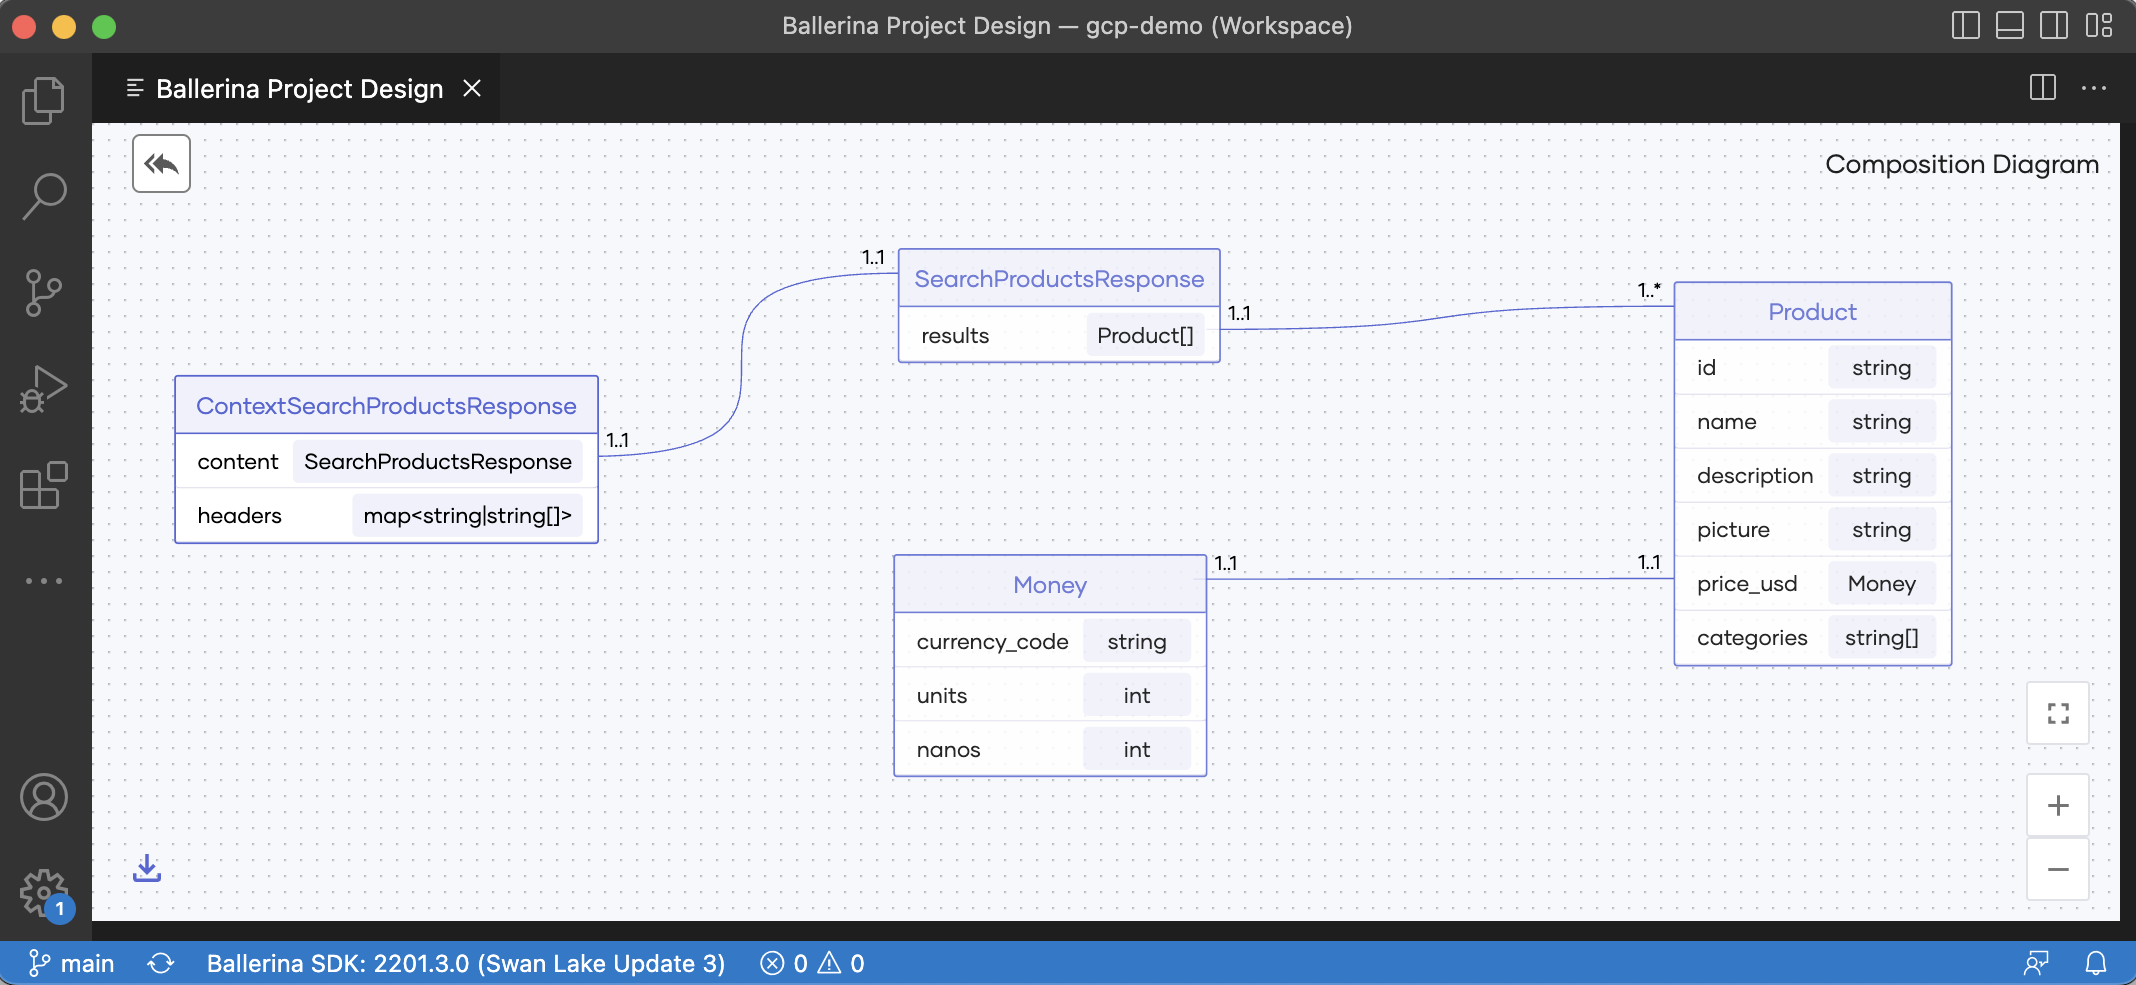 Ballerina Project Design — gcp-demo (Workspace)
Ballerina Project Design
Composition Diagram
1..1
SearchProductsResponse
results Product[]
1..1
1..*
Product
id string
name string
description string
picture string
price_usd Money
categories string[]
ContextSearchProductsResponse
content SearchProductsResponse
headers map<string|string[]>
1..1
Money
currency_code string
units int
nanos int
1..1
1..1
1
main
Ballerina SDK: 2201.3.0 (Swan Lake Update 3)
0
0